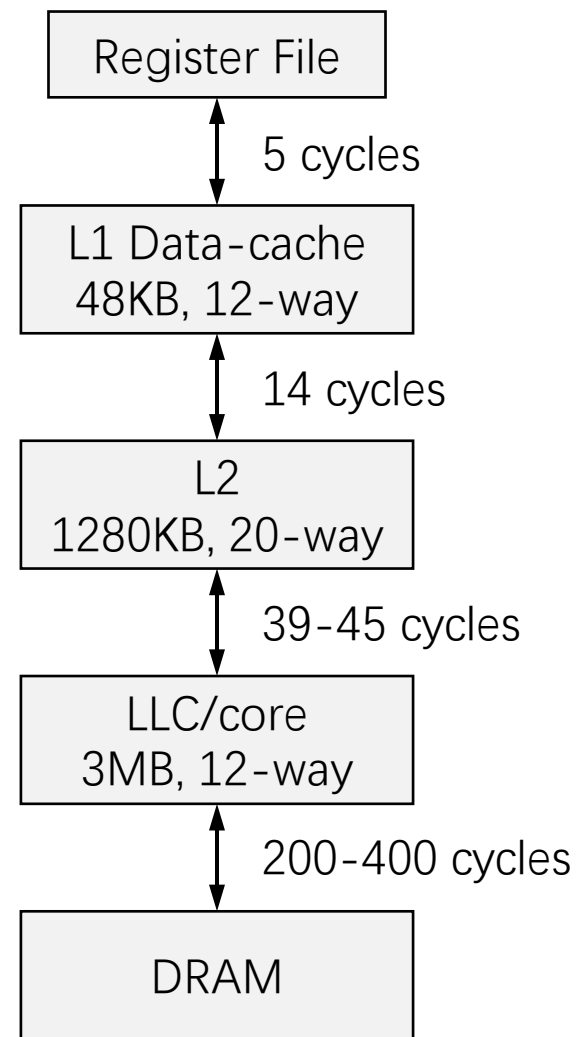 Register File
5 cycles
L1 Data-cache
48KB, 12-way
14 cycles
L2
1280KB, 20-way
39-45 cycles
LLC/core
3MB, 12-way
200-400 cycles
DRAM